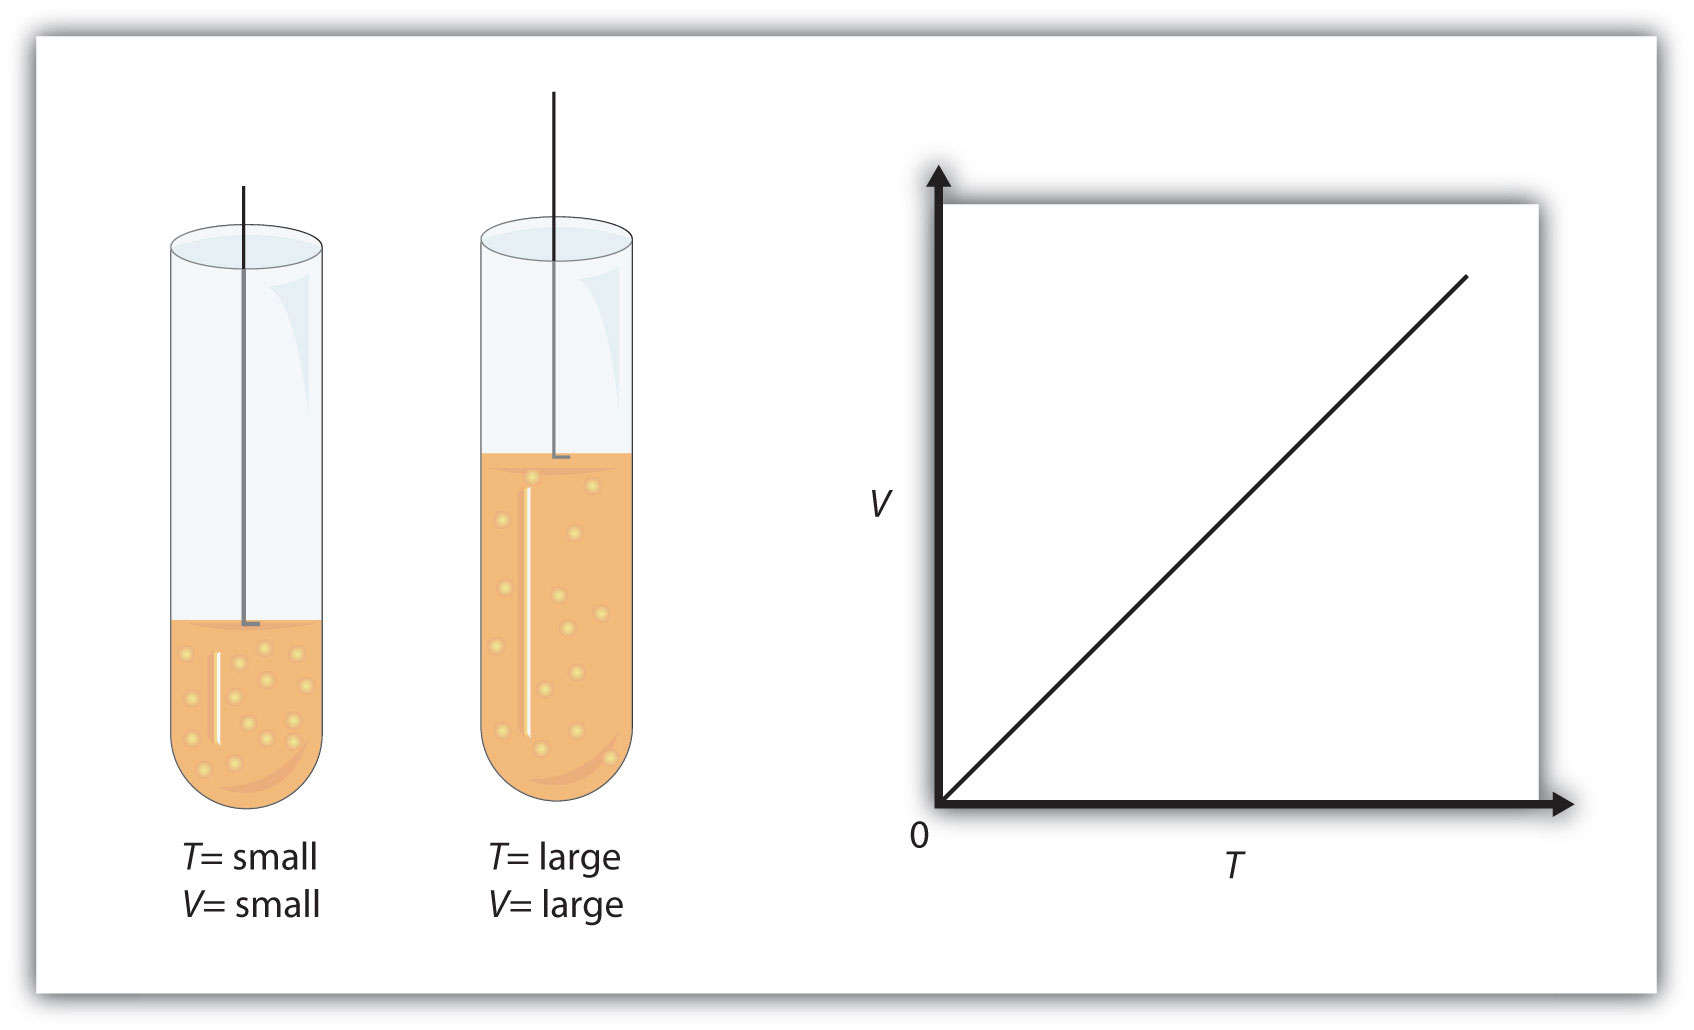 T= small
V= small
T= large
V= large
V
0
T